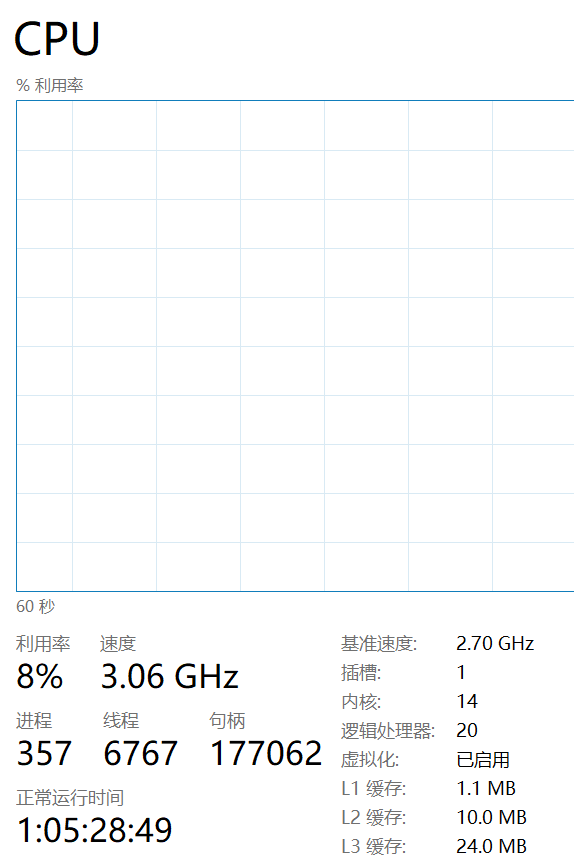 CPU
% 利用率
60 秒
利用率 速度
8% 3.06 GHz
进程 线程 句柄
357 6767 177062
正常运行时间
1:05:28:49
基准速度: 2.70 GHz
插槽: 1
内核: 14
逻辑处理器: 20
虚拟化: 已启用
L1 缓存: 1.1 MB
L2 缓存: 10.0 MB
L3 缓存: 24.0 MB